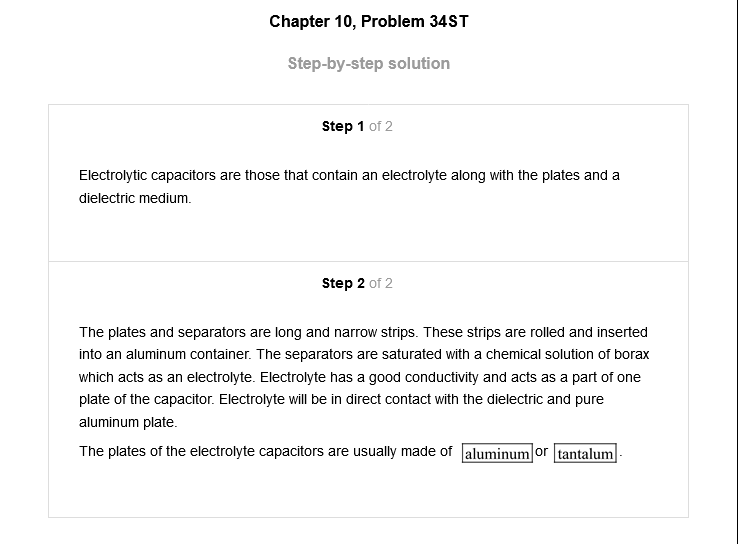 Chapter 10, Problem 34ST
Step-by-step solution
Step 1 of 2
Electrolytic capacitors are those that contain an electrolyte along with the plates and a
dielectric medium.
Step 2 of 2
The plates and separators are long and narrow strips. These strips are rolled and inserted
into an aluminum container. The separators are saturated with a chemical solution of borax
which acts as an electrolyte. Electrolyte has a good conductivity and acts as a part of one
plate of the capacitor. Electrolyte will be in direct contact with the dielectric and pure
aluminum plate.
The plates of the electrolyte capacitors are usually made of aluminum or tantalum.